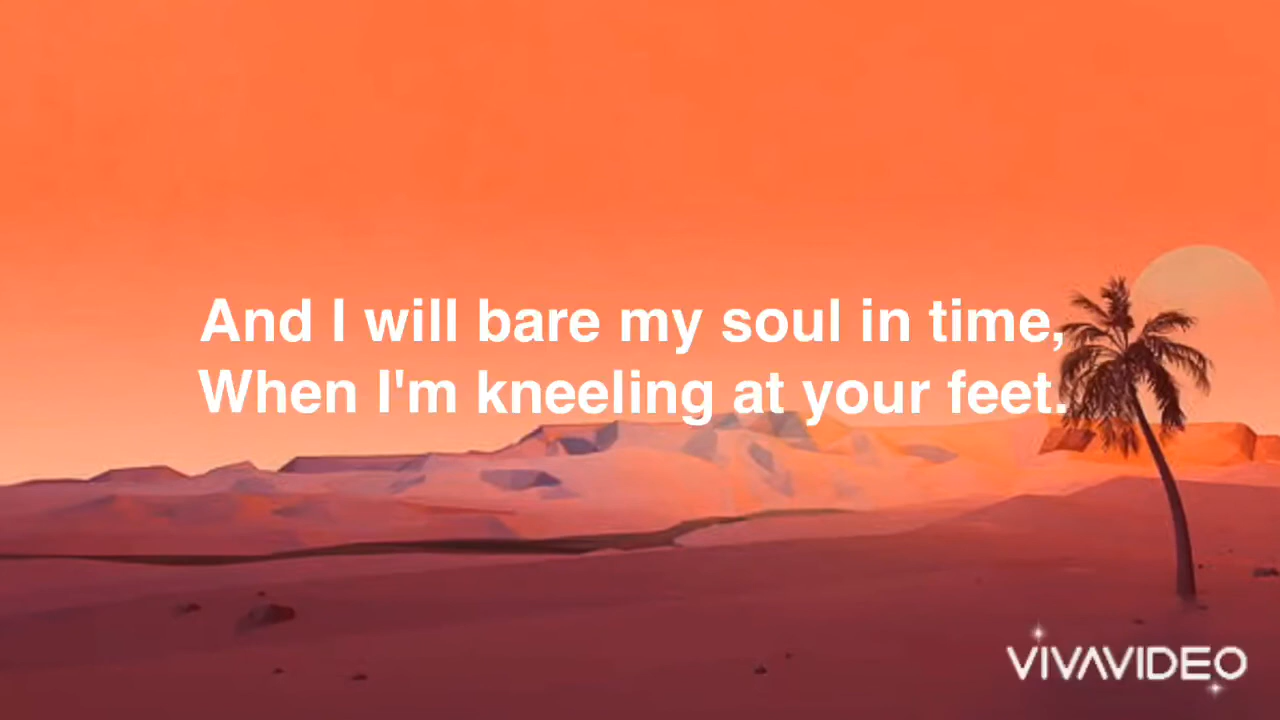 And I will bare my soul in time,
When I'm kneeling at your feet.
VIVAVIDEO